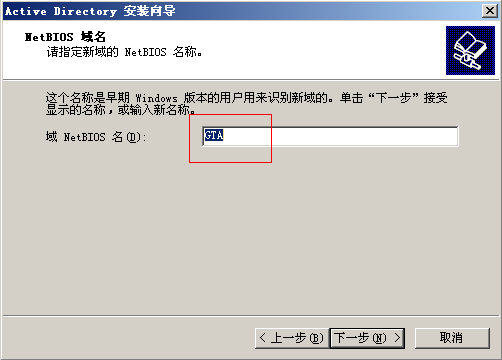 Active Directory 安装向导
NetBIOS 域名
请指定新域的 NetBIOS 名称。
这个名称是早期 Windows 版本的用户用来识别新域的。单击“下一步”接受
显示的名称，或输入新名称。
域 NetBIOS 名(D):
GTA
< 上一步(B)
下一步(N) >
取消